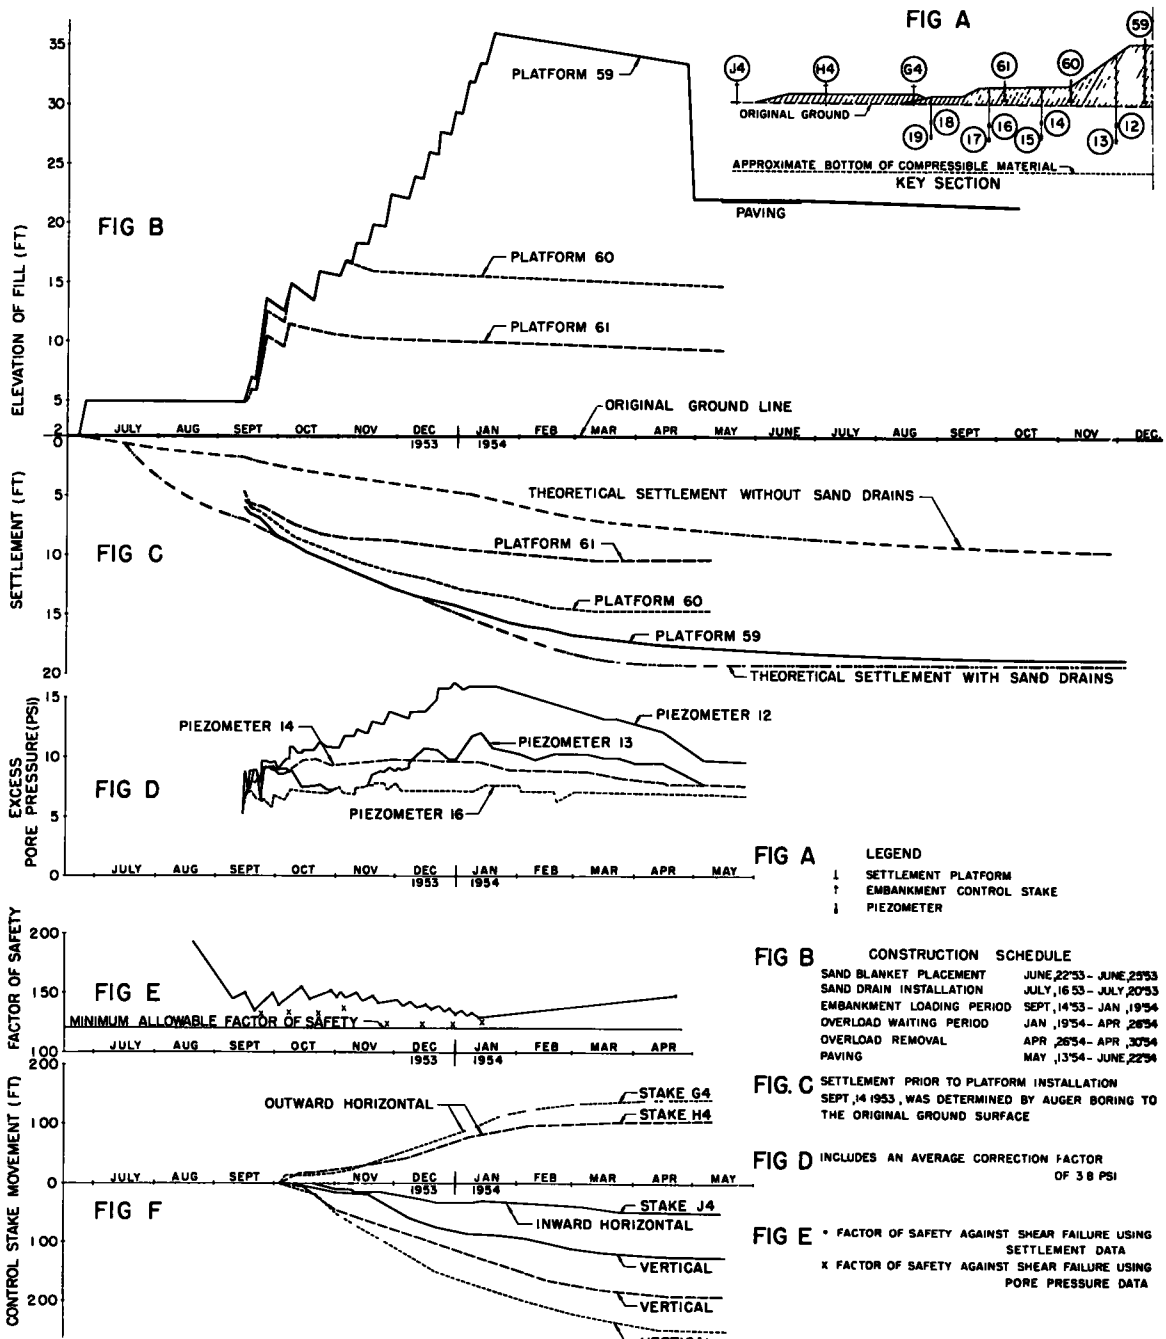 FIG A
59
J4
H4
G4
61
60
ORIGINAL GROUND
19
18
17
16
15
14
13
12
APPROXIMATE BOTTOM OF COMPRESSIBLE MATERIAL
KEY SECTION
ELEVATION OF FILL (FT)
35
30
25
20
15
10
5
2
FIG B
PLATFORM 59
PAVING
PLATFORM 60
PLATFORM 61
ORIGINAL GROUND LINE
JULY AUG SEPT OCT NOV DEC JAN FEB MAR APR MAY JUNE JULY AUG SEPT OCT NOV DEC.
1953 1954
SETTLEMENT (FT)
0
5
10
15
20
FIG C
THEORETICAL SETTLEMENT WITHOUT SAND DRAINS
PLATFORM 61
PLATFORM 60
PLATFORM 59
THEORETICAL SETTLEMENT WITH SAND DRAINS
EXCESS
PORE PRESSURE(PSI)
15
10
5
0
FIG D
PIEZOMETER 14
PIEZOMETER 12
PIEZOMETER 13
PIEZOMETER 16
JULY AUG SEPT OCT NOV DEC JAN FEB MAR APR MAY
1953 1954
FACTOR OF SAFETY
200
150
100
FIG E
MINIMUM ALLOWABLE FACTOR OF SAFETY
JULY AUG SEPT OCT NOV DEC JAN FEB MAR APR
1953 1954
CONTROL STAKE MOVEMENT (FT)
200
100
0
100
200
OUTWARD HORIZONTAL
STAKE G4
STAKE H4
JULY AUG SEPT OCT NOV DEC JAN FEB MAR APR MAY
1953 1954
FIG F
STAKE J4
INWARD HORIZONTAL
VERTICAL
VERTICAL
FIG A LEGEND
SETTLEMENT PLATFORM
EMBANKMENT CONTROL STAKE
PIEZOMETER
FIG B CONSTRUCTION SCHEDULE
SAND BLANKET PLACEMENT JUNE,22'53- JUNE,25'53
SAND DRAIN INSTALLATION JULY,16 53- JULY,20'53
EMBANKMENT LOADING PERIOD SEPT,14'53- JAN,19'54
OVERLOAD WAITING PERIOD JAN,19'54- APR,26'54
OVERLOAD REMOVAL APR,26'54- APR,30'54
PAVING MAY,13'54- JUNE,22'54
FIG. C SETTLEMENT PRIOR TO PLATFORM INSTALLATION
SEPT,14 1953, WAS DETERMINED BY AUGER BORING TO
THE ORIGINAL GROUND SURFACE
FIG D INCLUDES AN AVERAGE CORRECTION FACTOR
OF 3 8 PSI
FIG E • FACTOR OF SAFETY AGAINST SHEAR FAILURE USING
SETTLEMENT DATA
x FACTOR OF SAFETY AGAINST SHEAR FAILURE USING
PORE PRESSURE DATA